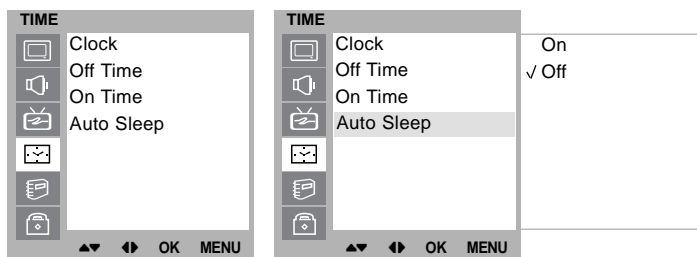 TIME
Clock
Off Time
On Time
Auto Sleep
▲▼ ◀▶ OK MENU
TIME
Clock
Off Time
On Time
Auto Sleep
▲▼ ◀▶ OK MENU
On
√ Off